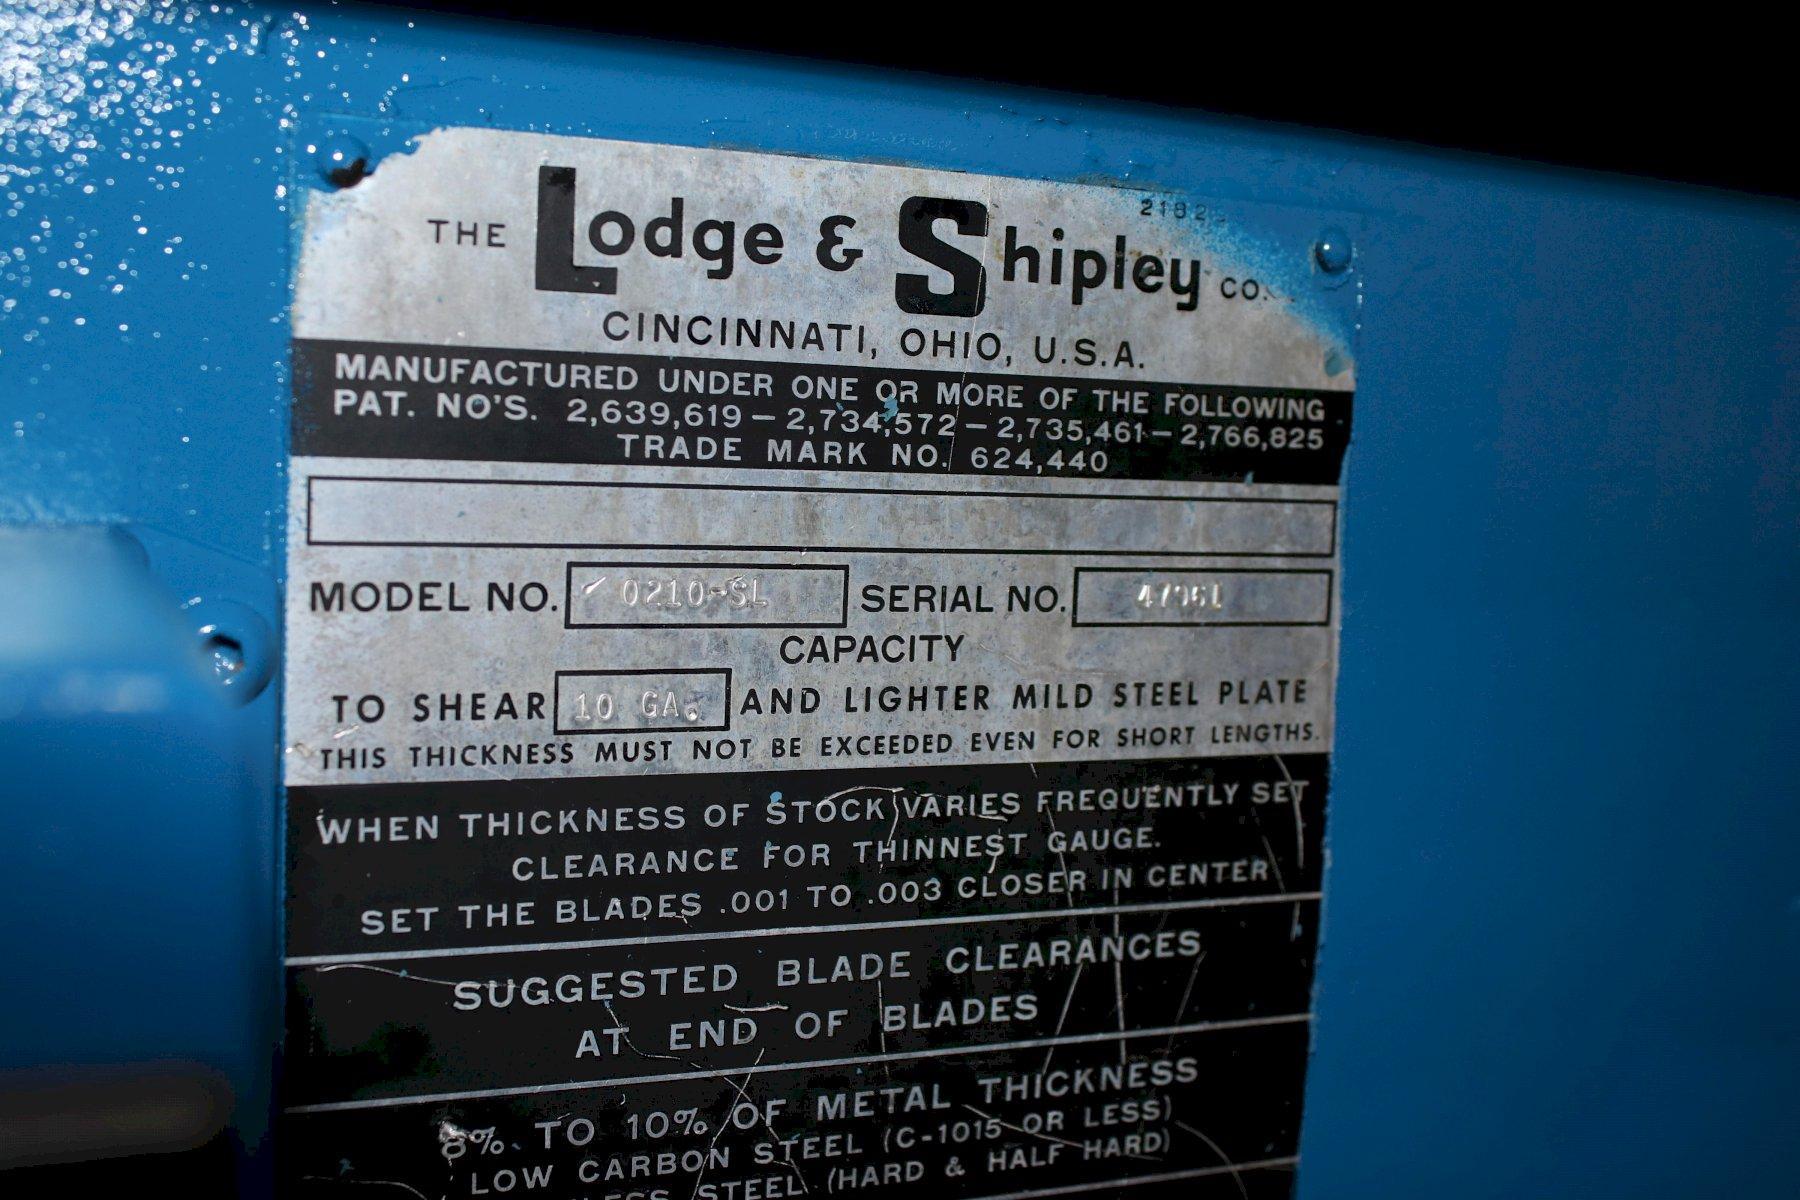 2182
THE Lodge & Shipley CO.
CINCINNATI, OHIO, U.S.A.
MANUFACTURED UNDER ONE OR MORE OF THE FOLLOWING
PAT. NO'S. 2,639,619 — 2,734,572 — 2,735,461 — 2,766,825
TRADE MARK NO. 624,440
MODEL NO. 0210-SL SERIAL NO.
CAPACITY
TO SHEAR 10 GA. AND LIGHTER MILD STEEL PLATE
THIS THICKNESS MUST NOT BE EXCEEDED EVEN FOR SHORT LENGTHS.
WHEN THICKNESS OF STOCK VARIES FREQUENTLY SET
CLEARANCE FOR THINNEST GAUGE.
SET THE BLADES .001 TO .003 CLOSER IN CENTER
SUGGESTED BLADE CLEARANCES
AT END OF BLADES
8% TO 10% OF METAL THICKNESS
LOW CARBON STEEL (C-1015 OR LESS)
STEEL (HARD & HALF HARD)